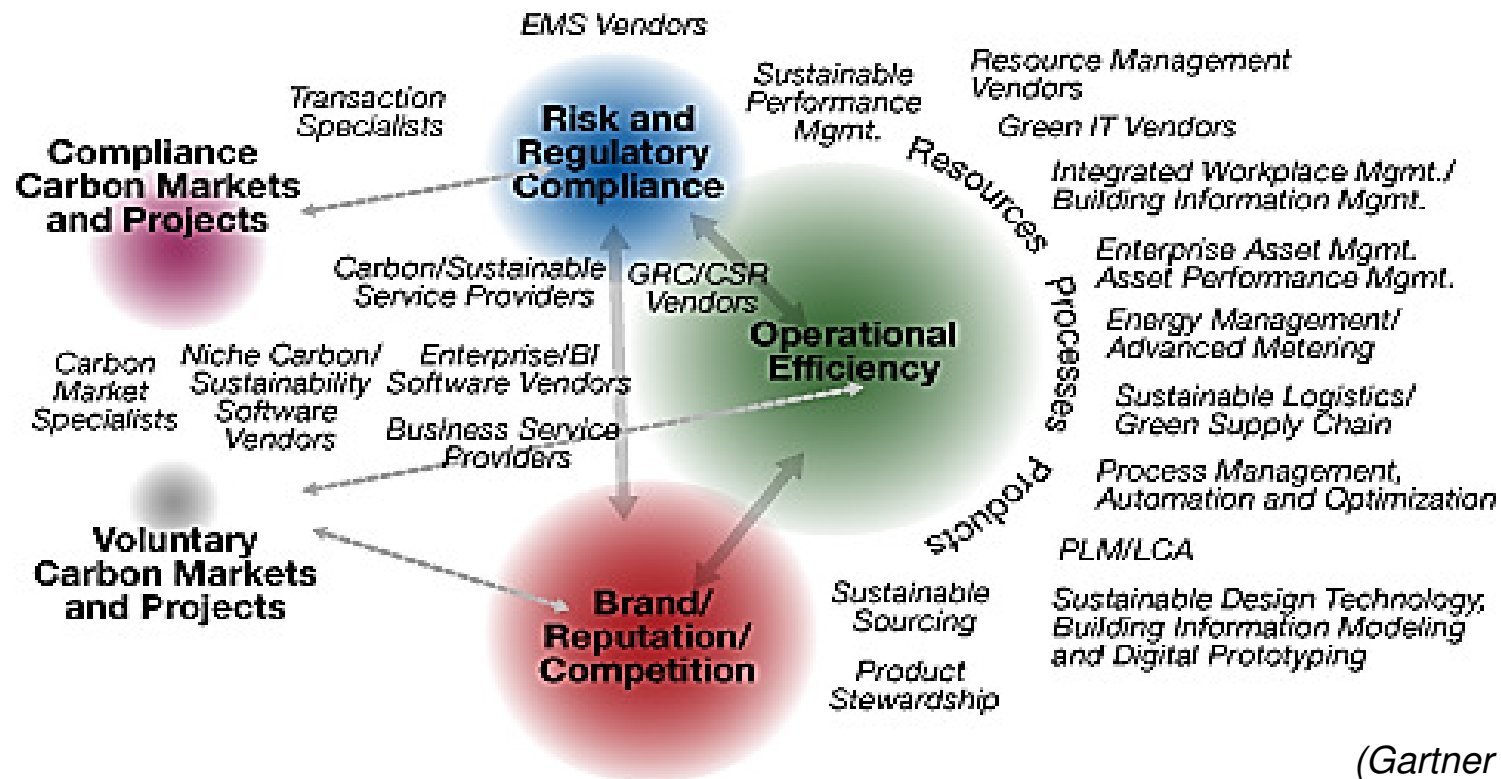 EMS Vendors
Transaction
Specialists
Compliance
Carbon Markets
and Projects
Risk and
Regulatory
Compliance
Sustainable
Performance
Mgmt.
Resource Management
Vendors
Green IT Vendors
Integrated Workplace Mgmt./
Building Information Mgmt.
Enterprise Asset Mgmt.
Asset Performance Mgmt.
Energy Management/
Advanced Metering
Sustainable Logistics/
Green Supply Chain
Process Management,
Automation and Optimization
PLM/LCA
Sustainable Design Technology,
Building Information Modeling
and Digital Prototyping
Resources
Processes
Products
Carbon/Sustainable
Service Providers
GRC/CSR
Vendors
Operational
Efficiency
Carbon
Market
Specialists
Niche Carbon/
Sustainability
Software
Vendors
Enterprise/BI
Software Vendors
Business Service
Providers
Voluntary
Carbon Markets
and Projects
Brand/
Reputation/
Competition
Sustainable
Sourcing
Product
Stewardship
(Gartner